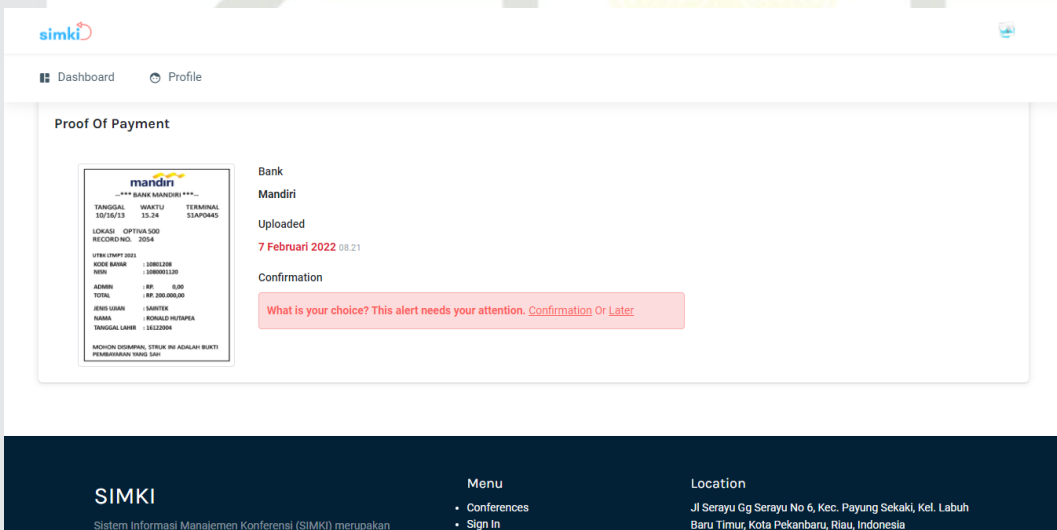 simki
Dashboard Profile
Proof Of Payment
mandiri
--*** BANK MANDIRI ***--
TANGGAL WAKTU TERMINAL
10/16/13 15.24 S1AP0445
LOKASI OPTIVA 500
RECORD NO. 2054
UTBK LTMPT 2021
KODE BAYAR : 10801208
NISN : 1080001120
ADMIN : RP. 0,00
TOTAL : RP. 200.000,00
JENIS UJIAN : SAINTEK
NAMA : RONALD HUTAPEA
TANGGAL LAHIR : 16122004
MOHON DISIMPAN, STRUK INI ADALAH BUKTI
PEMBAYARAN YANG SAH
Bank
Mandiri
Uploaded
7 Februari 2022 08.21
Confirmation
What is your choice? This alert needs your attention. Confirmation Or Later
SIMKI
Sistem Informasi Manajemen Konferensi (SIMKI) merupakan
Menu
• Conferences
• Sign In
Location
Jl Serayu Gg Serayu No 6, Kec. Payung Sekaki, Kel. Labuh
Baru Timur, Kota Pekanbaru, Riau, Indonesia